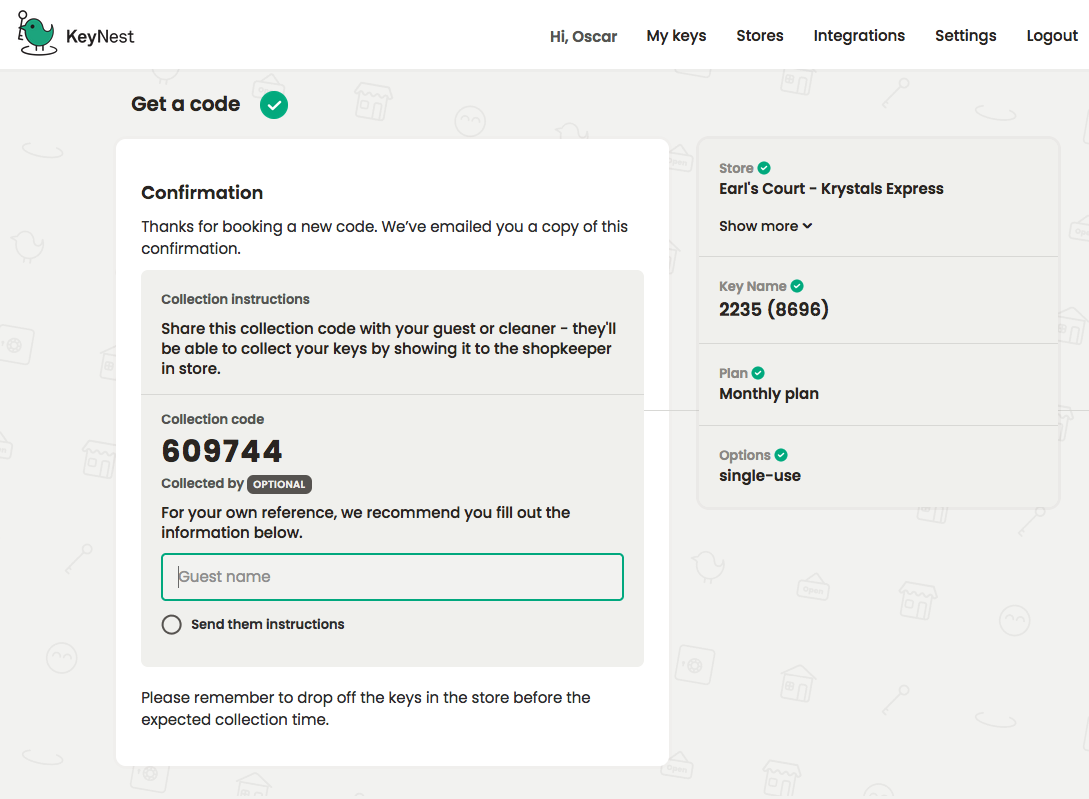 KeyNest
Hi, Oscar
My keys
Stores
Integrations
Settings
Logout
Get a code
Confirmation
Thanks for booking a new code. We've emailed you a copy of this
confirmation.
Collection instructions
Share this collection code with your guest or cleaner - they'll
be able to collect your keys by showing it to the shopkeeper
in store.
Collection code
609744
Collected by OPTIONAL
For your own reference, we recommend you fill out the
information below.
Guest name
Send them instructions
Please remember to drop off the keys in the store before the
expected collection time.
Store
Earl's Court - Krystals Express
Show more
Key Name
2235 (8696)
Plan
Monthly plan
Options
single-use
Open
Open
Open